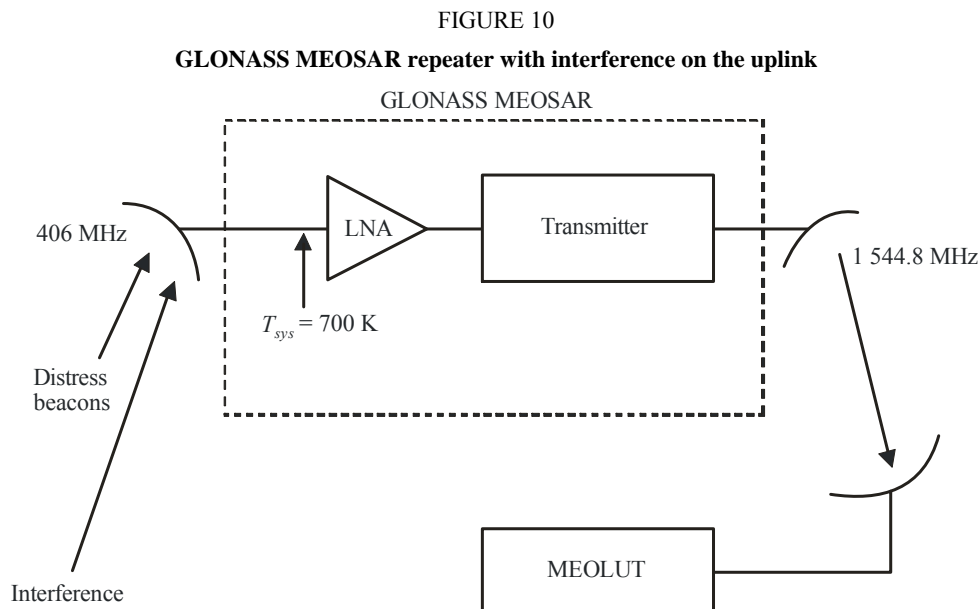 FIGURE 10
GLONASS MEOSAR repeater with interference on the uplink
GLONASS MEOSAR
406 MHz
LNA
Transmitter
1 544.8 MHz
Tsys = 700 K
Distress
beacons
Interference
MEOLUT